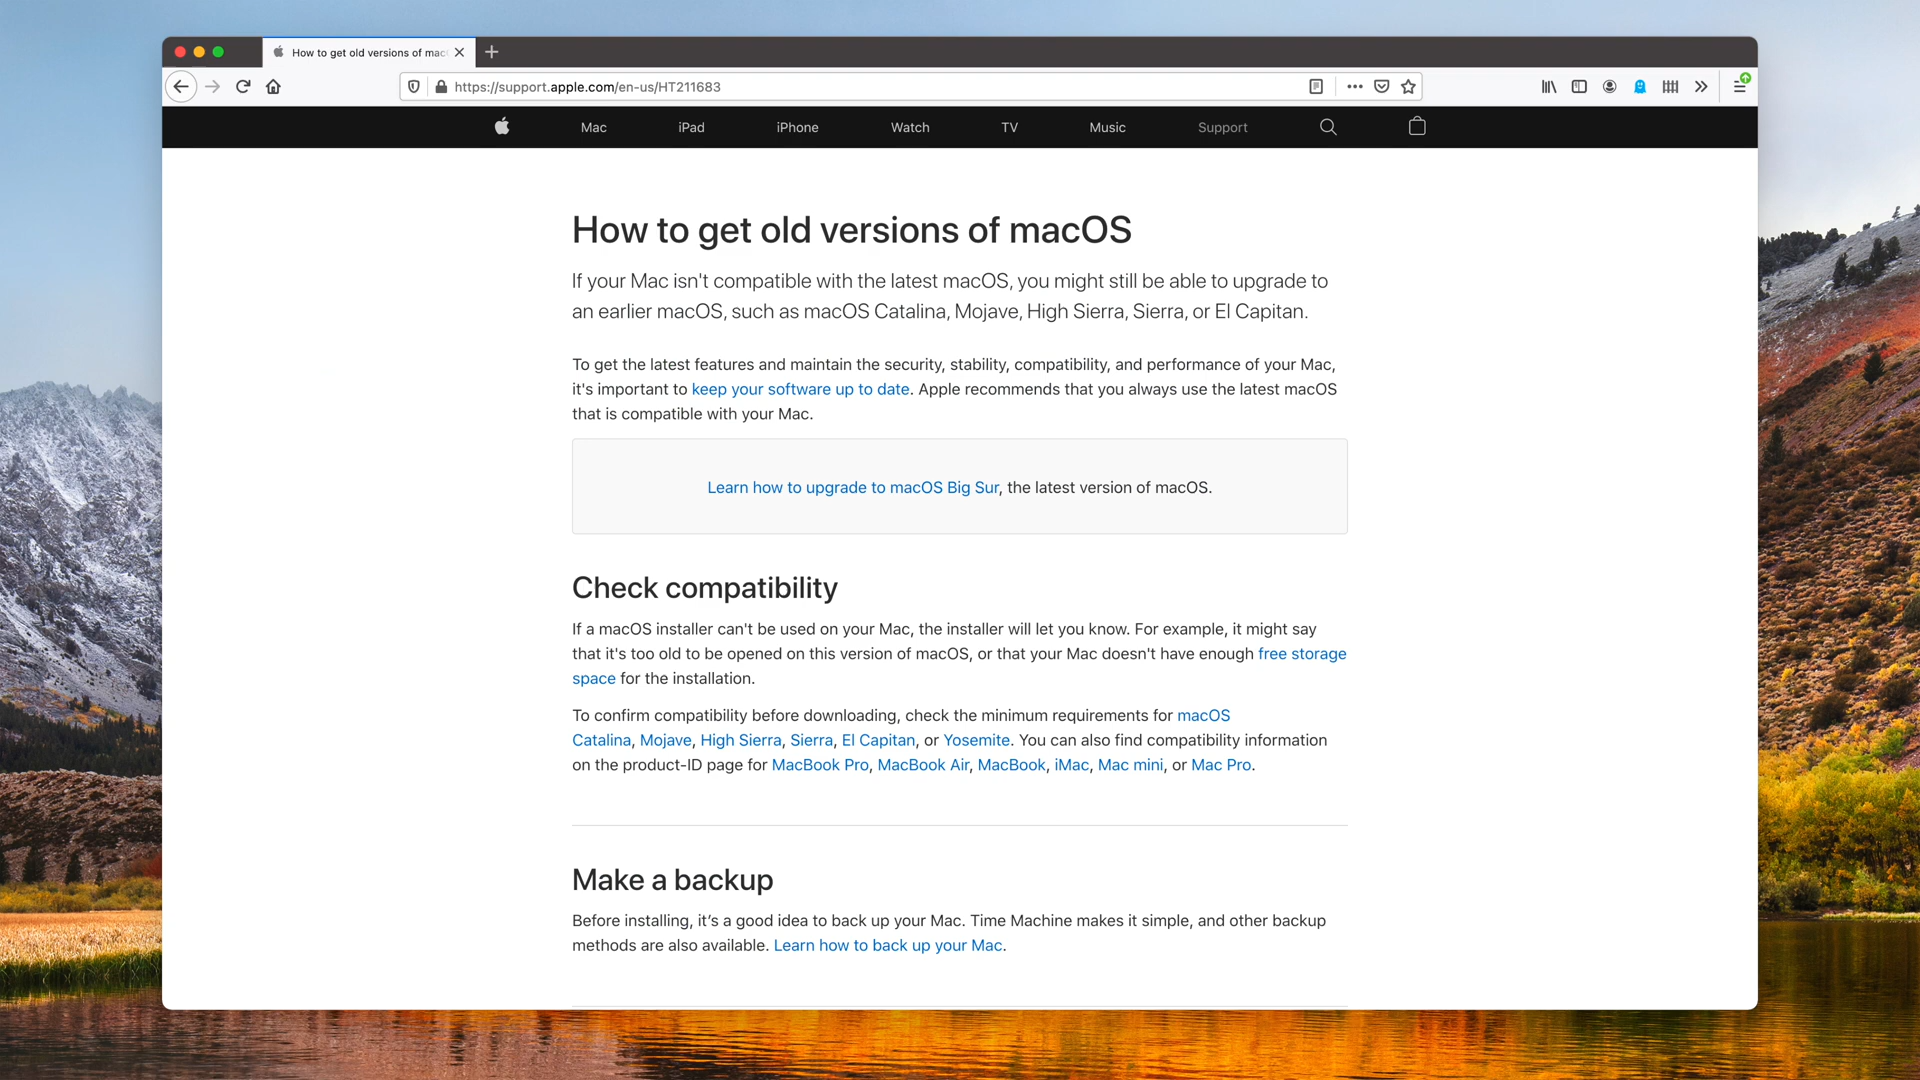 How to get old versions of mac
https://support.apple.com/en-us/HT211683
Mac iPad iPhone Watch TV Music Support
How to get old versions of macOS
If your Mac isn't compatible with the latest macOS, you might still be able to upgrade to
an earlier macOS, such as macOS Catalina, Mojave, High Sierra, Sierra, or El Capitan.
To get the latest features and maintain the security, stability, compatibility, and performance of your Mac,
it's important to keep your software up to date. Apple recommends that you always use the latest macOS
that is compatible with your Mac.
Learn how to upgrade to macOS Big Sur, the latest version of macOS.
Check compatibility
If a macOS installer can't be used on your Mac, the installer will let you know. For example, it might say
that it's too old to be opened on this version of macOS, or that your Mac doesn't have enough free storage
space for the installation.
To confirm compatibility before downloading, check the minimum requirements for macOS
Catalina, Mojave, High Sierra, Sierra, El Capitan, or Yosemite. You can also find compatibility information
on the product-ID page for MacBook Pro, MacBook Air, MacBook, iMac, Mac mini, or Mac Pro.
Make a backup
Before installing, it’s a good idea to back up your Mac. Time Machine makes it simple, and other backup
methods are also available. Learn how to back up your Mac.